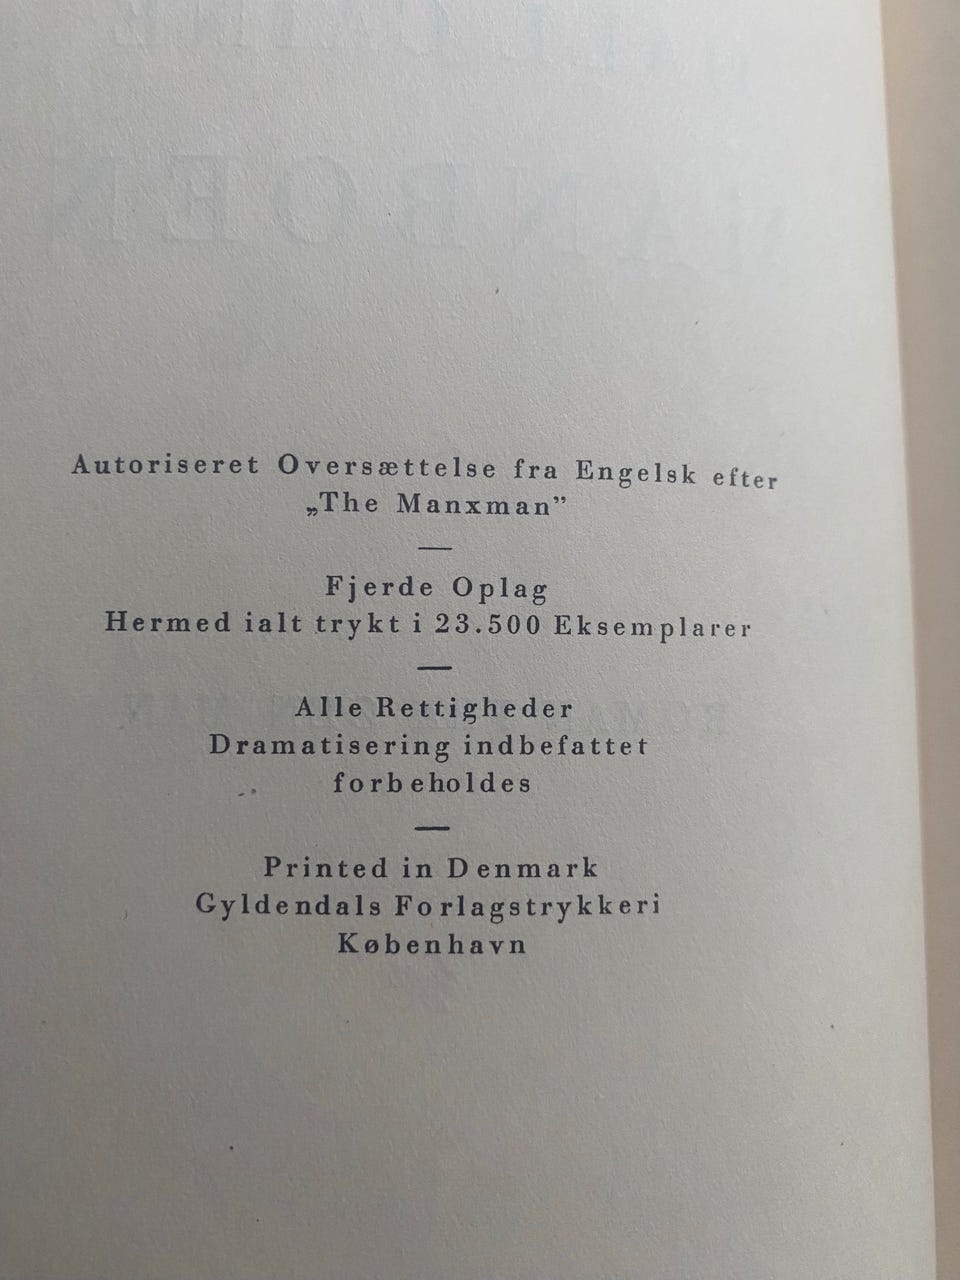 Autoriseret Oversættelse fra Engelsk efter
„The Manxman”
Fjerde Oplag
Hermed ialt trykt i 23.500 Eksemplarer
Alle Rettigheder
Dramatisering indbefattet
forbeholdes
Printed in Denmark
Gyldendals Forlagstrykkeri
København